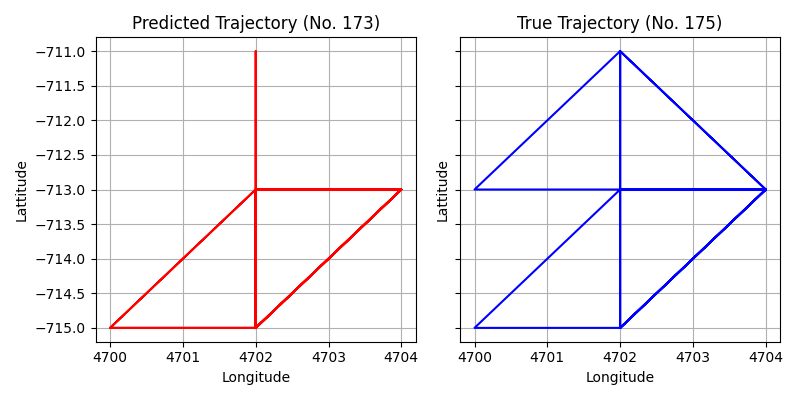 Predicted Trajectory (No. 173)
True Trajectory (No. 175)
−711.0
−711.5
−712.0
−712.5
−713.0
−713.5
−714.0
−714.5
−715.0
Lattitude
Lattitude
4700 4701 4702 4703 4704
4700 4701 4702 4703 4704
Longitude
Longitude